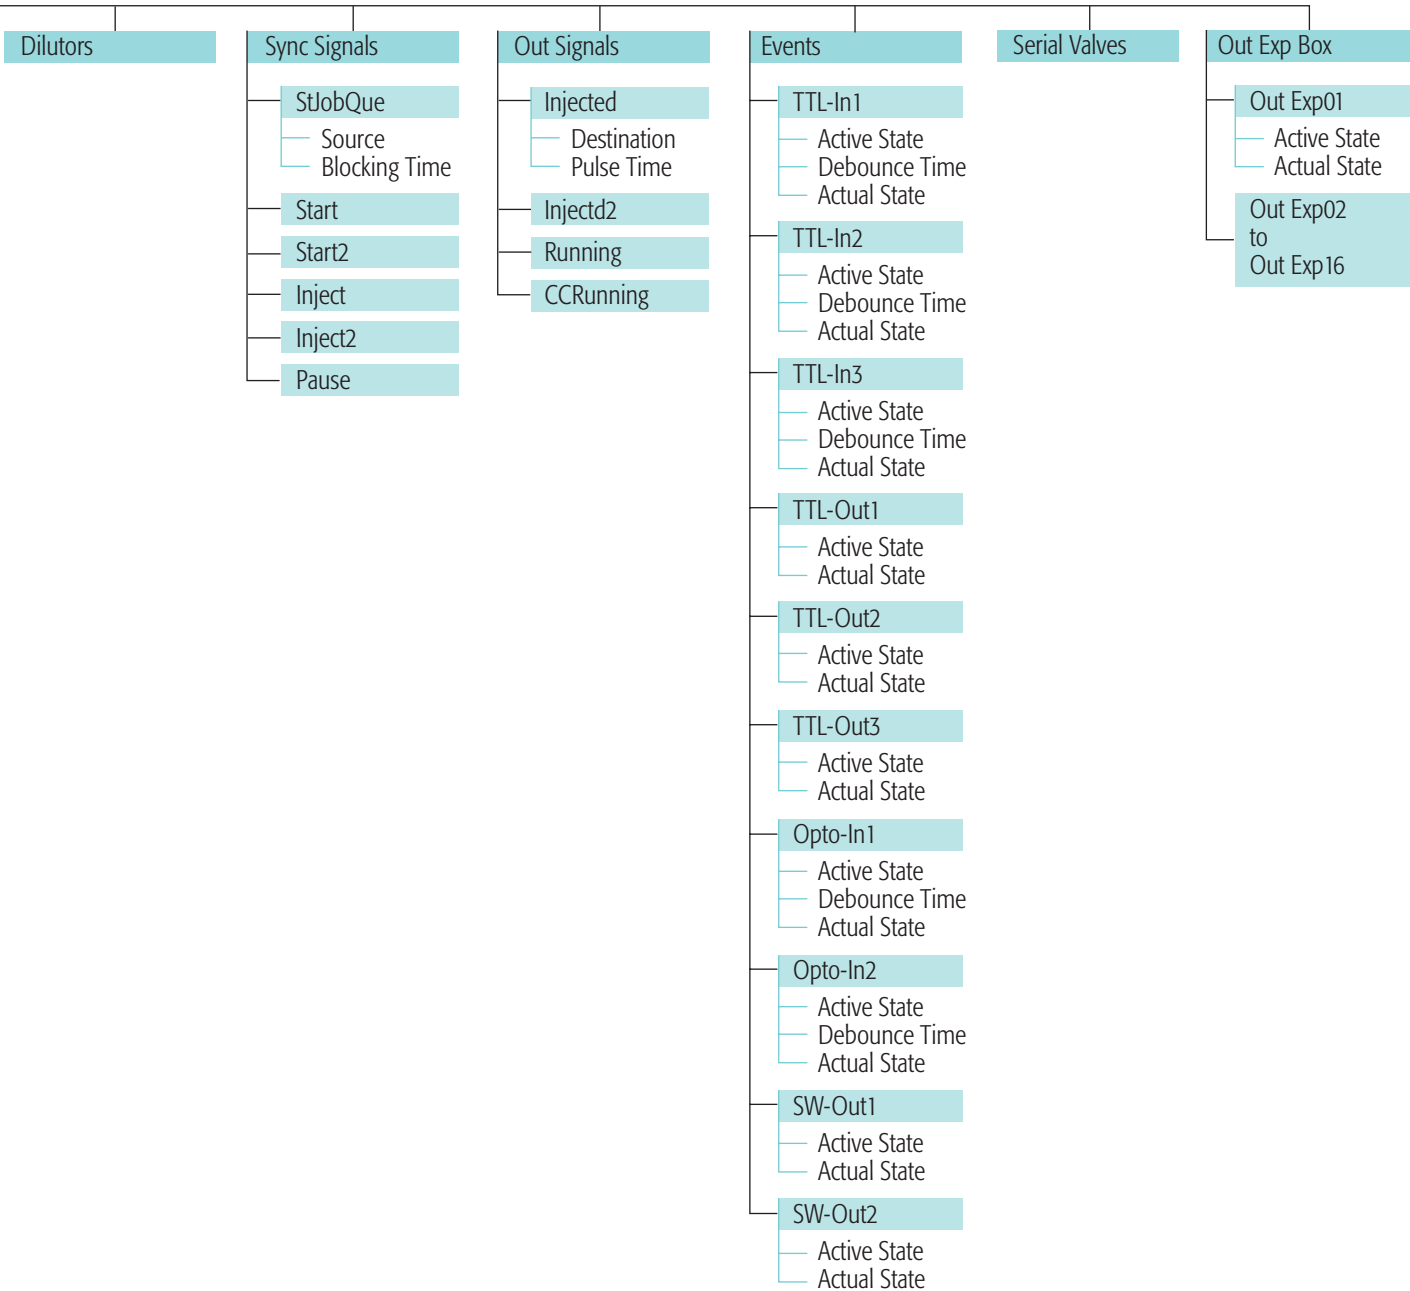 Dilutors
Sync Signals
StJobQue
Source
Blocking Time
Start
Start2
Inject
Inject2
Pause
Out Signals
Injected
Destination
Pulse Time
Injectd2
Running
CCRunning
Events
TTL-In1
Active State
Debounce Time
Actual State
TTL-In2
Active State
Debounce Time
Actual State
TTL-In3
Active State
Debounce Time
Actual State
TTL-Out1
Active State
Actual State
TTL-Out2
Active State
Actual State
TTL-Out3
Active State
Actual State
Opto-In1
Active State
Debounce Time
Actual State
Opto-In2
Active State
Debounce Time
Actual State
SW-Out1
Active State
Actual State
SW-Out2
Active State
Actual State
Serial Valves
Out Exp Box
Out Exp01
Active State
Actual State
Out Exp02
to
Out Exp16